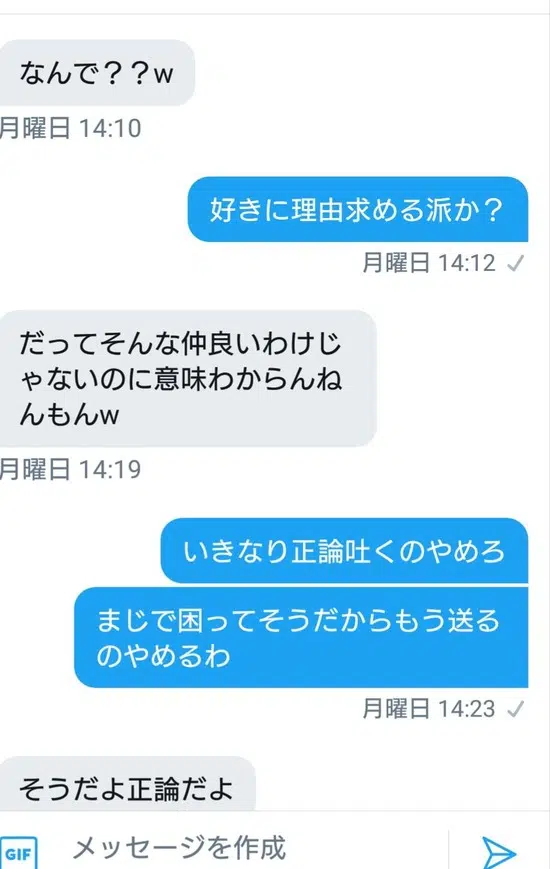 なんで？？w
月曜日 14:10
好きに理由求める派か？
月曜日 14:12
だってそんな仲良いわけじ
ゃないのに意味わからんね
んもんw
月曜日 14:19
いきなり正論吐くのやめろ
まじで困ってそうだからもう送る
のやめるわ
月曜日 14:23
そうだよ正論だよ
GIF
メッセージを作成